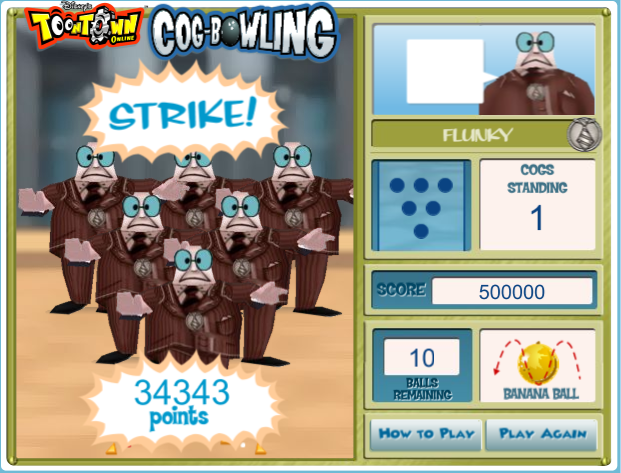 Disney's
TOONTOWN
ONLINE
COG-BOWLING
STRIKE!
FLUNKY
COGS
STANDING
1
SCORE 500000
10
BALLS
REMAINING
BANANA BALL
34343
points
HOW TO PLAY
PLAY AGAIN